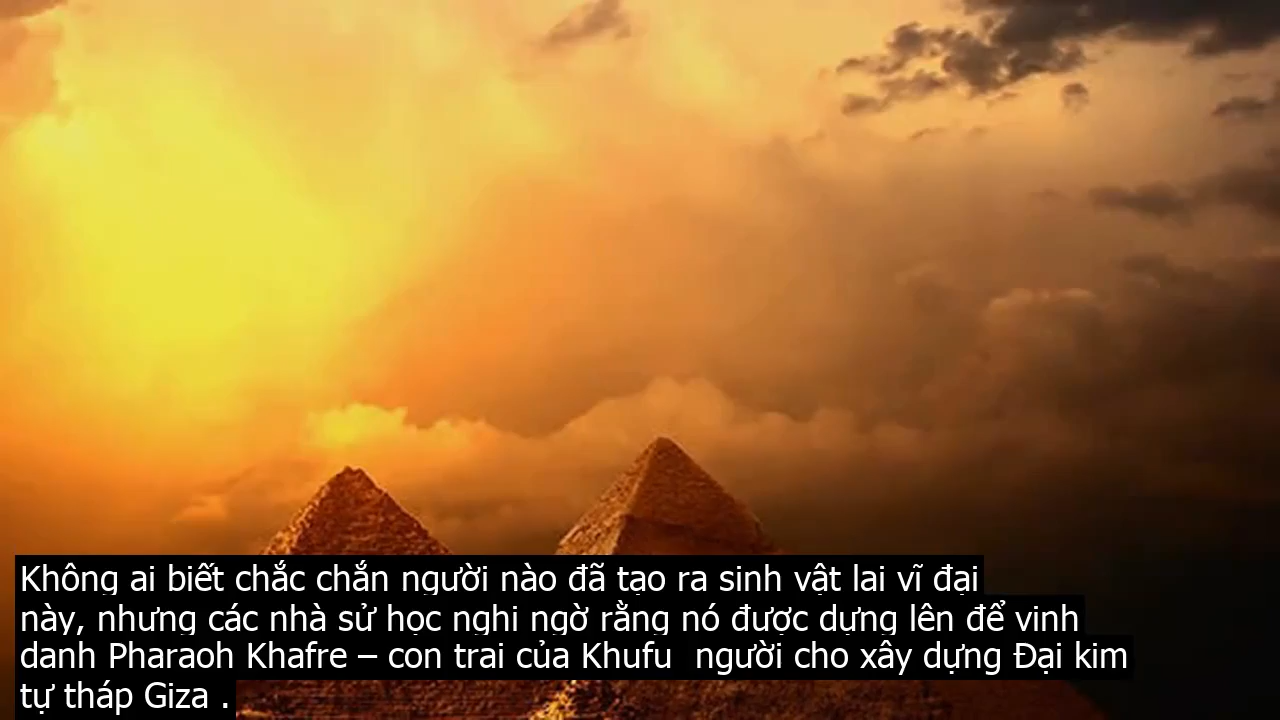 Không ai biết chắc chắn người nào đã tạo ra sinh vật lai vĩ đại
này, nhưng các nhà sử học nghi ngờ rằng nó được dựng lên để vinh
danh Pharaoh Khafre – con trai của Khufu  người cho xây dựng Đại kim
tự tháp Giza .